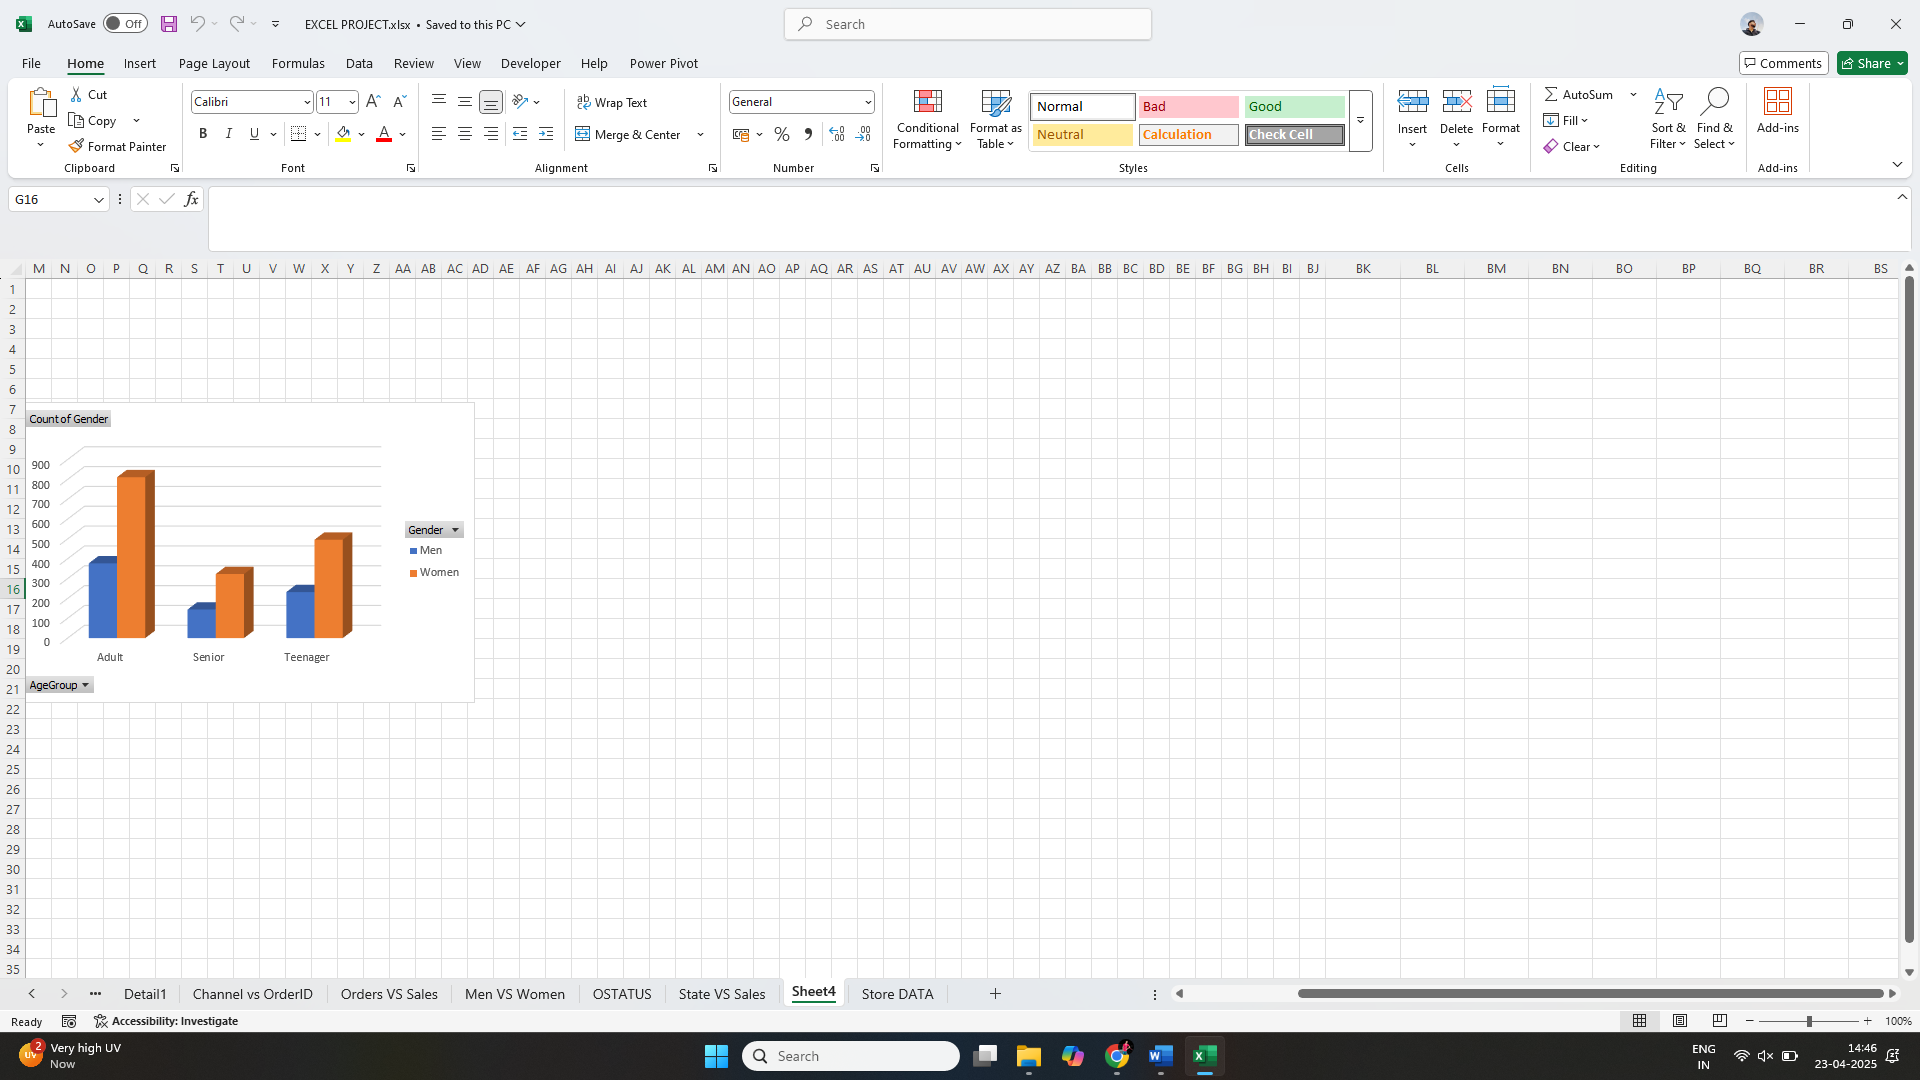 AutoSave Off EXCEL PROJECT.xlsx • Saved to this PC Search
File Home Insert Page Layout Formulas Data Review View Developer Help Power Pivot Comments Share
Paste Cut Copy Format Painter Clipboard
Calibri 11 B I U A Font
Wrap Text Merge & Center Alignment
General % Number
Conditional Formatting Format as Table
Normal Bad Good
Neutral Calculation Check Cell
Styles
Insert Delete Format Cells
AutoSum Fill Clear Sort & Filter Find & Select Editing
Add-ins Add-ins
G16 fx
M N O P Q R S T U V W X Y Z AA AB AC AD AE AF AG AH AI AJ AK AL AM AN AO AP AQ AR AS AT AU AV AW AX AY AZ BA BB BC BD BE BF BG BH BI BJ BK BL BM BN BO BP BQ BR BS
1
2
3
4
5
6
7
8
9
10
11
12
13
14
15
16
17
18
19
20
21
22
23
24
25
26
27
28
29
30
31
32
33
34
35
Count of Gender
900
800
700
600
500
400
300
200
100
0
Adult Senior Teenager
Gender
Men
Women
AgeGroup
Detail1 Channel vs OrderID Orders VS Sales Men VS Women OSTATUS State VS Sales Sheet4 Store DATA
Ready Accessibility: Investigate 100%
2 UV Very high UV
Now
Search
ENG
IN
14:46
23-04-2025